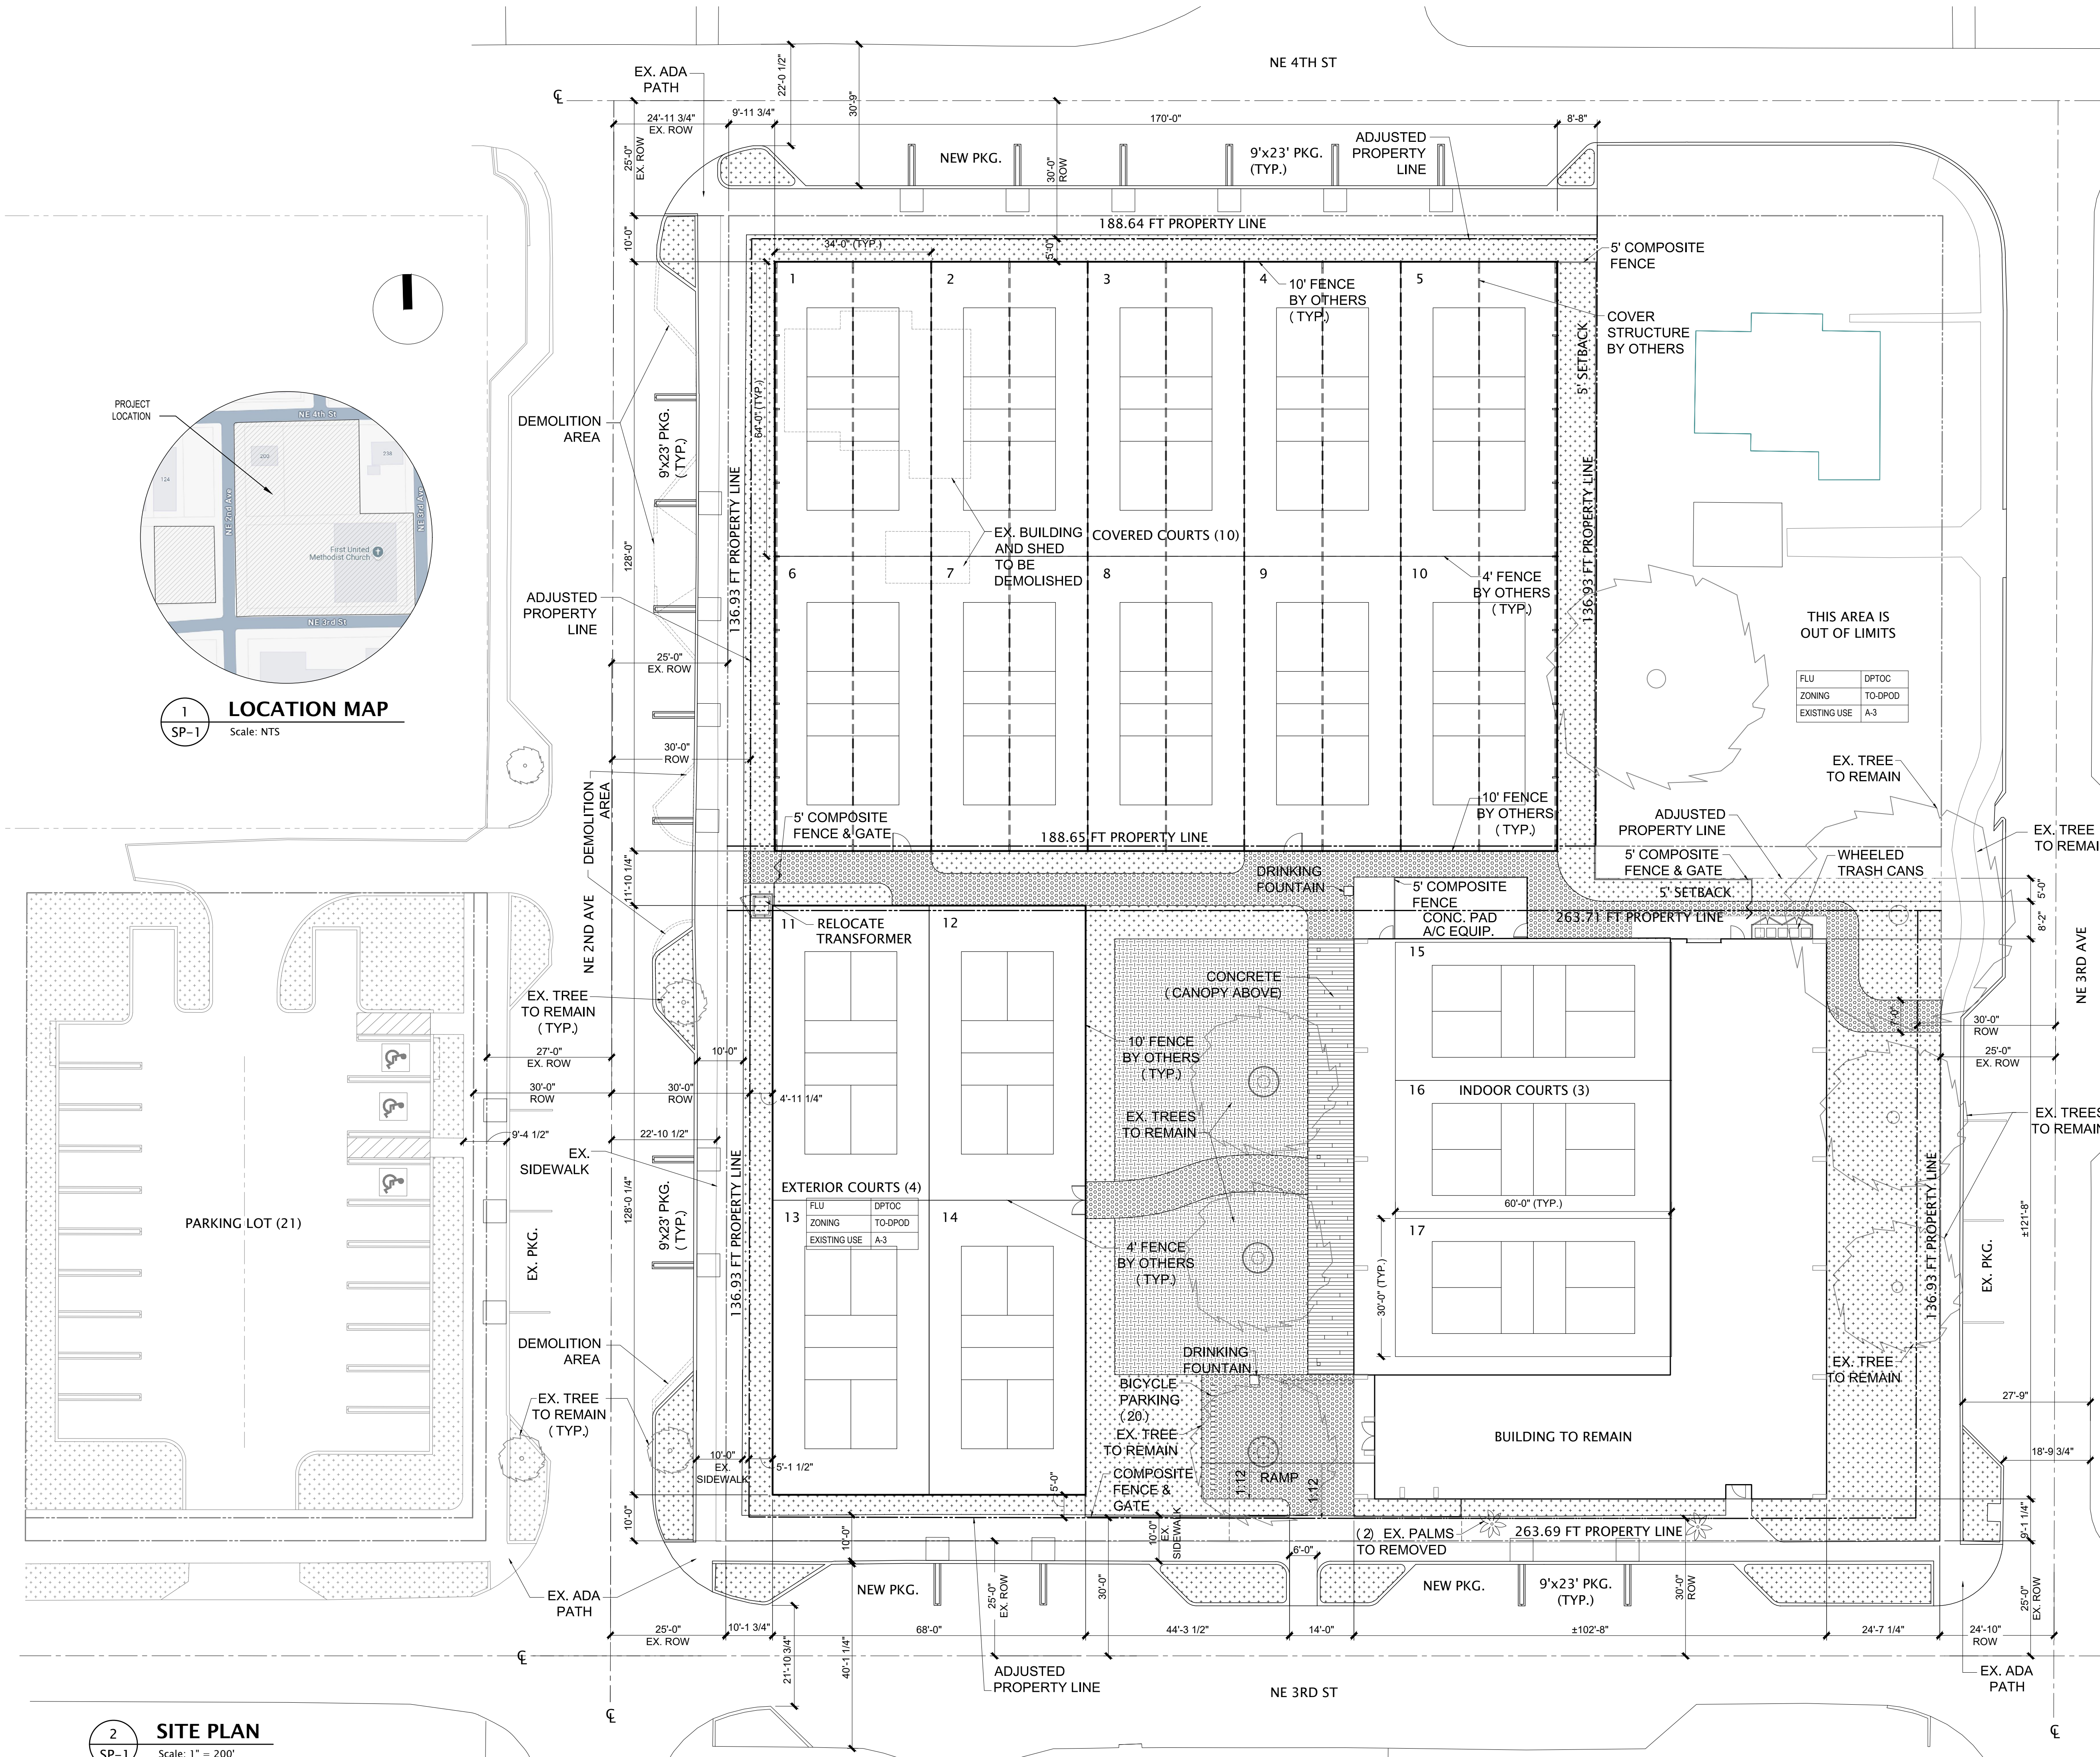 NE 4TH ST
EX. ADA
PATH
℄
22'-0 1/2"
30'-9"
24'-11 3/4"
EX. ROW
9'-11 3/4"
170'-0"
8'-8"
25'-0"
EX. ROW
NEW PKG.
30'-0"
ROW
9'x23' PKG.
(TYP.)
ADJUSTED
PROPERTY
LINE
10'-0"
188.64 FT PROPERTY LINE
34'-0" (TYP.)
5'-0"
5' COMPOSITE
FENCE
1
2
3
4
5
10' FENCE
BY OTHERS
( TYP.)
COVER
STRUCTURE
BY OTHERS
5' SETBACK
64'-0" (TYP.)
PROJECT
LOCATION
NE 4th St
200
238
124
NE 2nd Ave
NE 3rd Ave
First United
Methodist Church
NE 3rd St
1
SP-1
LOCATION MAP
Scale: NTS
DEMOLITION
AREA
9'x23' PKG.
( TYP.)
136.93 FT PROPERTY LINE
136.93 FT PROPERTY LINE
128'-0"
EX. BUILDING
AND SHED
TO BE
DEMOLISHED
COVERED COURTS (10)
6
7
8
9
10
4' FENCE
BY OTHERS
( TYP.)
ADJUSTED
PROPERTY
LINE
25'-0"
EX. ROW
30'-0"
ROW
THIS AREA IS
OUT OF LIMITS
FLU DPTOC
ZONING TO-DPOD
EXISTING USE A-3
EX. TREE
TO REMAIN
DEMOLITION
AREA
5' COMPOSITE
FENCE & GATE
188.65 FT PROPERTY LINE
10' FENCE
BY OTHERS
( TYP.)
ADJUSTED
PROPERTY LINE
EX. TREE
TO REMAI
11'-10 1/4"
DRINKING
FOUNTAIN
5' COMPOSITE
FENCE
CONC. PAD
A/C EQUIP.
5' COMPOSITE
FENCE & GATE
5' SETBACK
WHEELED
TRASH CANS
263.71 FT PROPERTY LINE
5'-0"
8'-2"
NE 2ND AVE
NE 3RD AVE
11
RELOCATE
TRANSFORMER
12
15
CONCRETE
( CANOPY ABOVE)
EX. TREE
TO REMAIN
( TYP.)
7'-0"
30'-0"
ROW
25'-0"
EX. ROW
27'-0"
EX. ROW
10'-0"
10' FENCE
BY OTHERS
( TYP.)
30'-0"
ROW
30'-0"
ROW
4'-11 1/4"
16
INDOOR COURTS (3)
EX. TREES
TO REMAIN
EX. TREES
TO REMAIN
9'-4 1/2"
22'-10 1/2"
EX.
SIDEWALK
136.93 FT PROPERTY LINE
EXTERIOR COURTS (4)
FLU DPTOC
ZONING TO-DPOD
EXISTING USE A-3
13
14
60'-0" (TYP.)
17
128'-0 1/4"
9'x23' PKG.
( TYP.)
PARKING LOT (21)
EX. PKG.
4' FENCE
BY OTHERS
( TYP.)
30'-0" (TYP.)
136.93 FT PROPERTY LINE
±121'-8"
EX. PKG.
DEMOLITION
AREA
DRINKING
FOUNTAIN
EX. TREE
TO REMAIN
BICYCLE
PARKING
( 20 )
EX. TREE
TO REMAIN
( TYP.)
27'-9"
EX. TREE
TO REMAIN
BUILDING TO REMAIN
18'-9 3/4"
10'-0"
EX.
SIDEWALK
5'-1 1/2"
5'-0"
COMPOSITE
FENCE &
GATE
1:12
RAMP
1:12
10'-0"
10'-0"
10'-0"
EX.
SIDEWALK
( 2 ) EX. PALMS
TO REMOVED
263.69 FT PROPERTY LINE
9'-1 1/4"
6'-0"
NEW PKG.
25'-0"
EX. ROW
30'-0"
NEW PKG.
9'x23' PKG.
(TYP.)
30'-0"
ROW
25'-0"
EX. ROW
EX. ADA
PATH
25'-0"
EX. ROW
10'-1 3/4"
68'-0"
44'-3 1/2"
14'-0"
±102'-8"
24'-7 1/4"
24'-10"
ROW
℄
21'-10 3/4"
40'-1 1/4"
ADJUSTED
PROPERTY LINE
NE 3RD ST
EX. ADA
PATH
℄
℄
2
SP-1
SITE PLAN
Scale: 1" = 200'